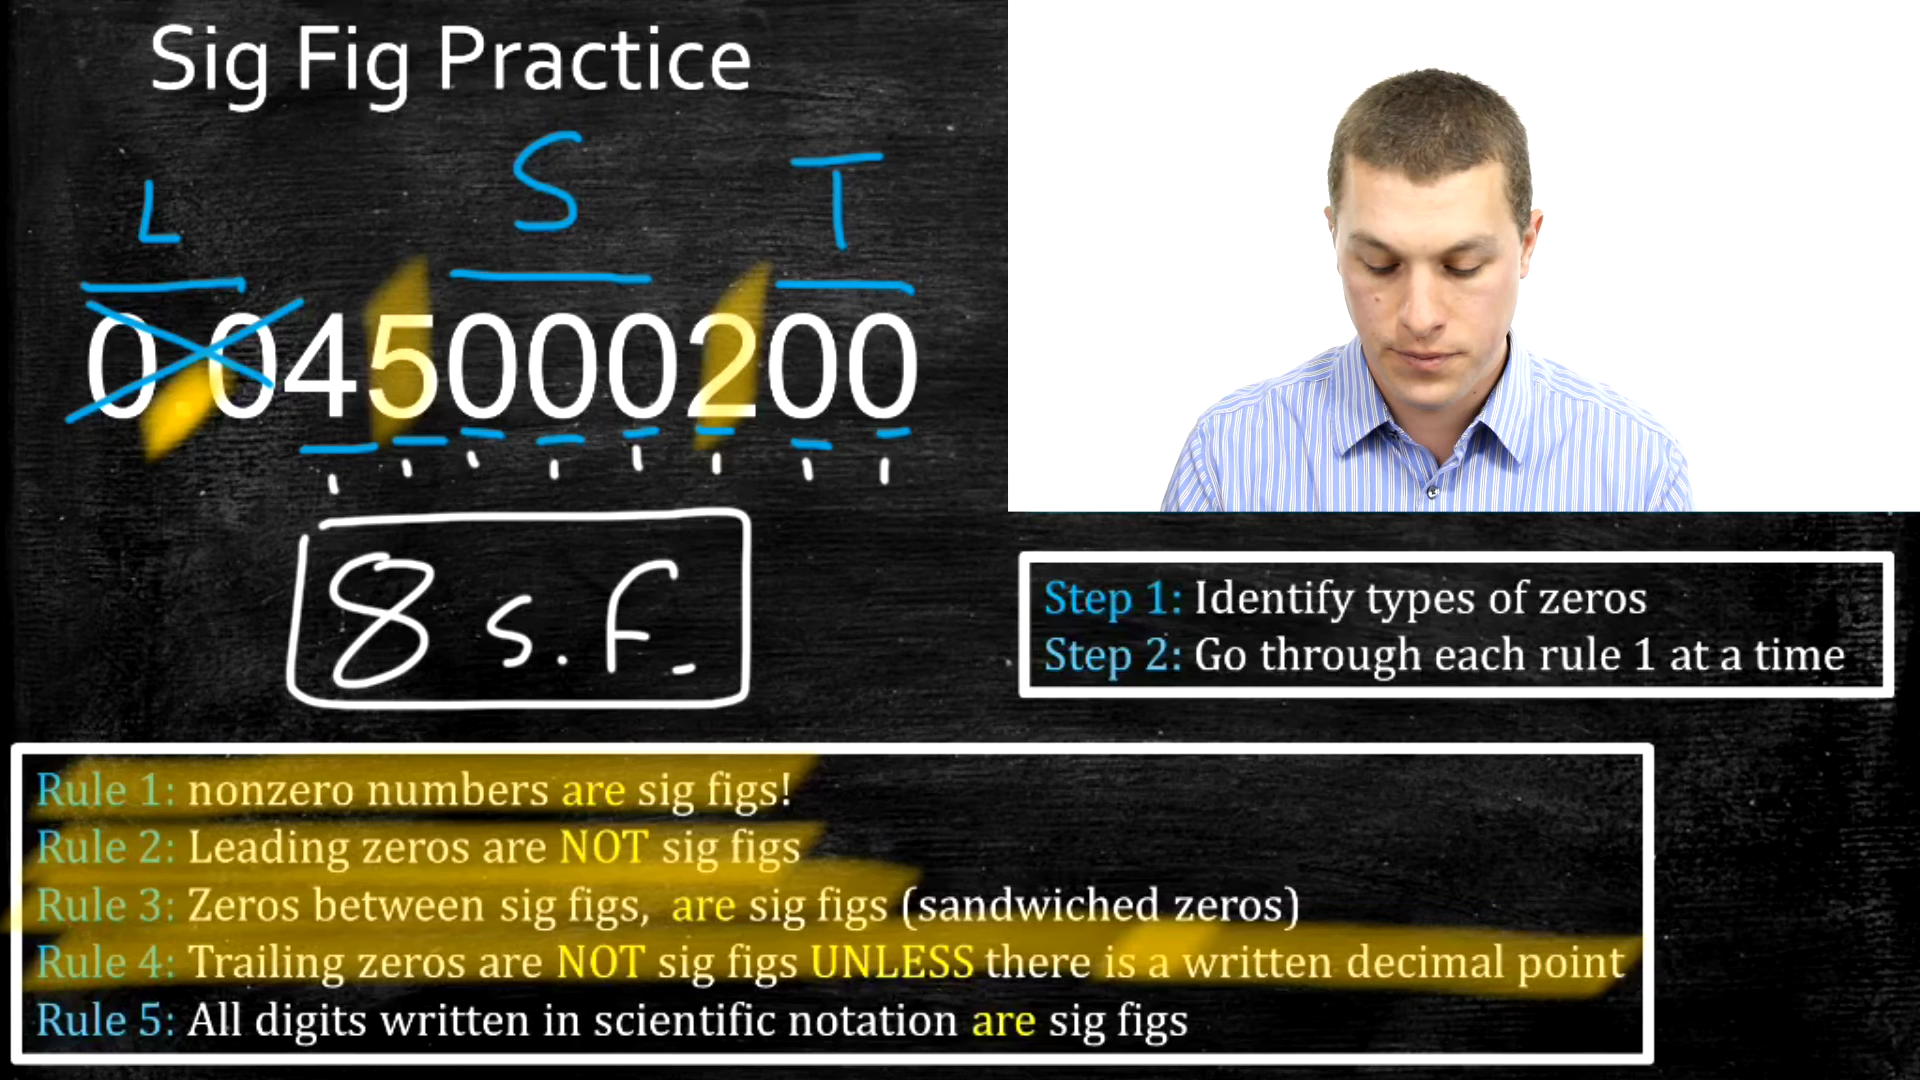 Sig Fig Practice
L S T
0.045000200
8 s.f.
Step 1: Identify types of zeros
Step 2: Go through each rule 1 at a time
Rule 1: nonzero numbers are sig figs!
Rule 2: Leading zeros are NOT sig figs
Rule 3: Zeros between sig figs, are sig figs (sandwiched zeros)
Rule 4: Trailing zeros are NOT sig figs UNLESS there is a written decimal point
Rule 5: All digits written in scientific notation are sig figs